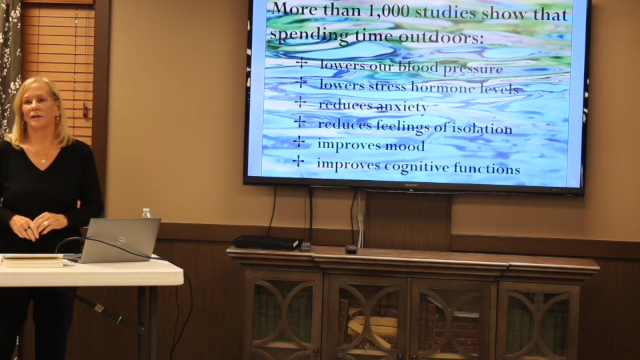 More than 1,000 studies show that
spending time outdoors:
✢ lowers our blood pressure
✢ lowers stress hormone levels
✢ reduces anxiety
✢ reduces feelings of isolation
✢ improves mood
✢ improves cognitive functions